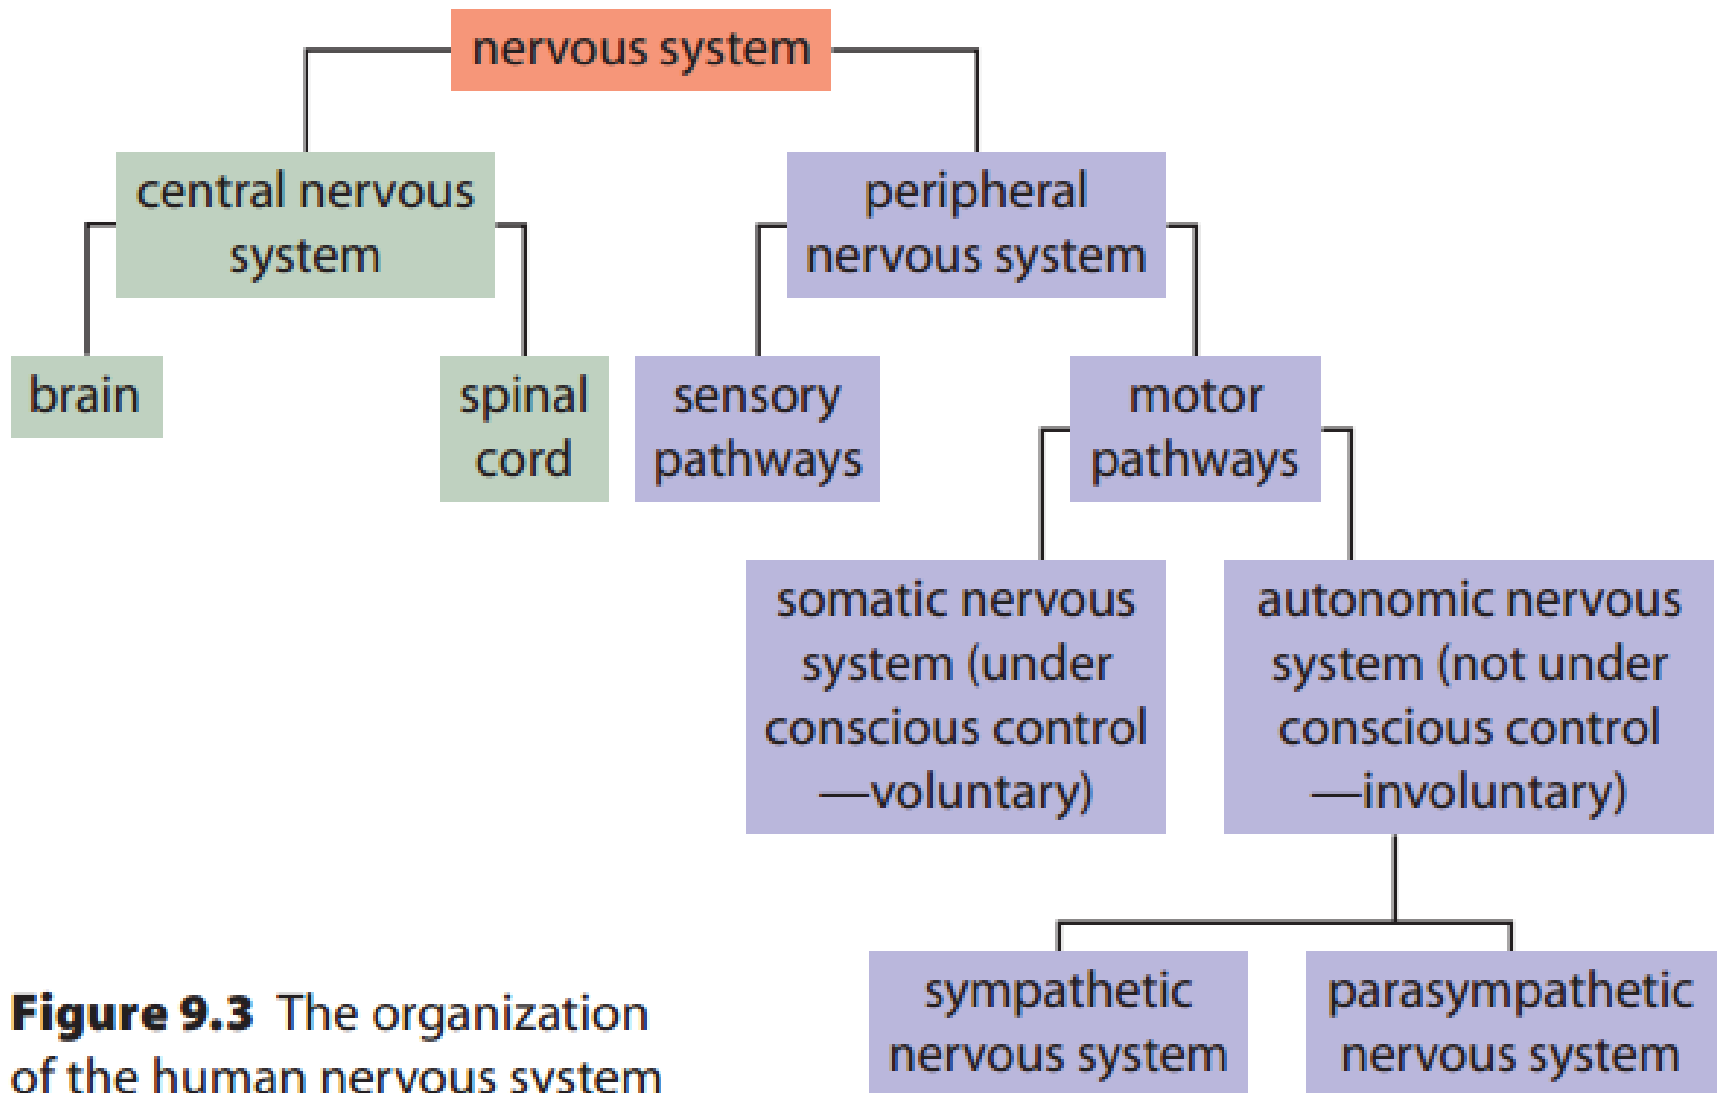 nervous system
central nervous
system
peripheral
nervous system
brain
spinal
cord
sensory
pathways
motor
pathways
somatic nervous
system (under
conscious control
—voluntary)
autonomic nervous
system (not under
conscious control
—involuntary)
sympathetic
nervous system
parasympathetic
nervous system
Figure 9.3 The organization
of the human nervous system